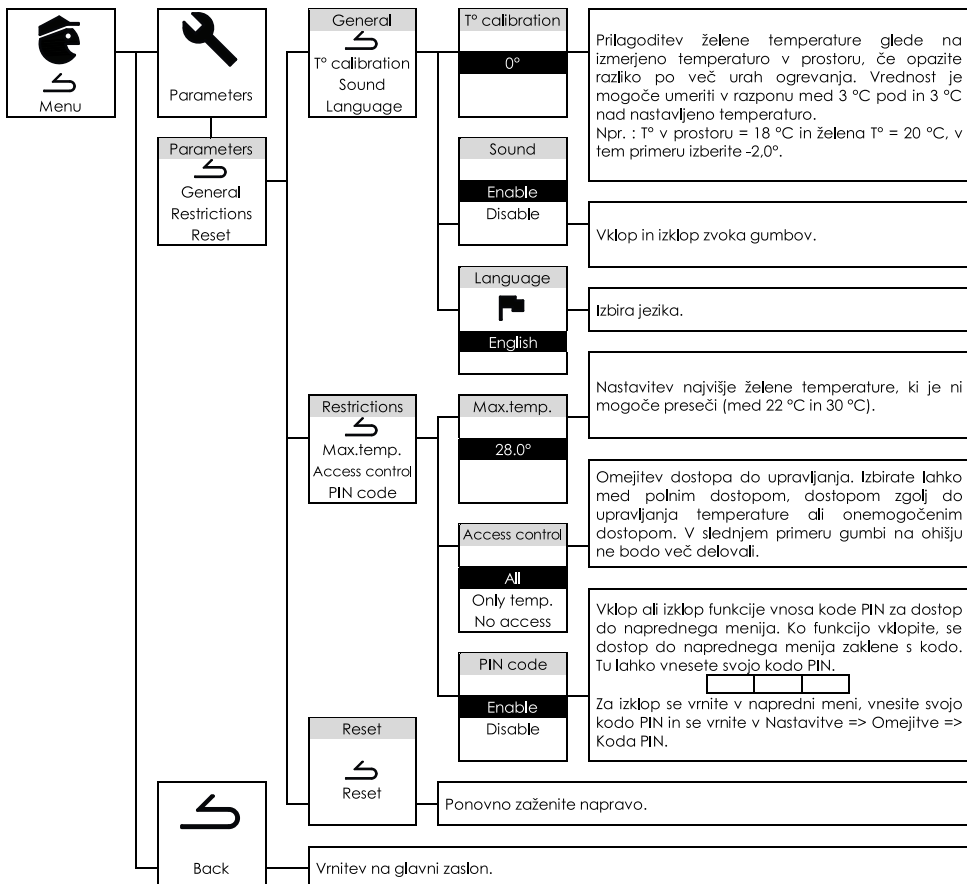 Menu
Parameters
Parameters
General
Restrictions
Reset
General
T° calibration
Sound
Language
T° calibration
0°
Prilagoditev želene temperature glede na
izmerjeno temperaturo v prostoru, če opazite
razliko po več urah ogrevanja. Vrednost je
mogoče umeriti v razponu med 3 °C pod in 3 °C
nad nastavljeno temperaturo.
Npr. : T° v prostoru = 18 °C in želena T° = 20 °C, v
tem primeru izberite -2,0°.
Sound
Enable
Disable
Vklop in izklop zvoka gumbov.
Language
English
Izbira jezika.
Restrictions
Max.temp.
Access control
PIN code
Max.temp.
28.0°
Nastavitev najvišje želene temperature, ki je ni
mogoče preseči (med 22 °C in 30 °C).
Access control
All
Only temp.
No access
Omejitev dostopa do upravljanja. Izbirate lahko
med polnim dostopom, dostopom zgolj do
upravljanja temperature ali onemogočenim
dostopom. V slednjem primeru gumbi na ohišju
ne bodo več delovali.
PIN code
Enable
Disable
Vklop ali izklop funkcije vnosa kode PIN za dostop
do naprednega menija. Ko funkcijo vklopite, se
dostop do naprednega menija zaklene s kodo.
Tu lahko vnesete svojo kodo PIN.
Za izklop se vrnite v napredni meni, vnesite svojo
kodo PIN in se vrnite v Nastavitve => Omejitve =>
Koda PIN.
Reset
Reset
Ponovno zaženite napravo.
Back
Vrnitev na glavni zaslon.